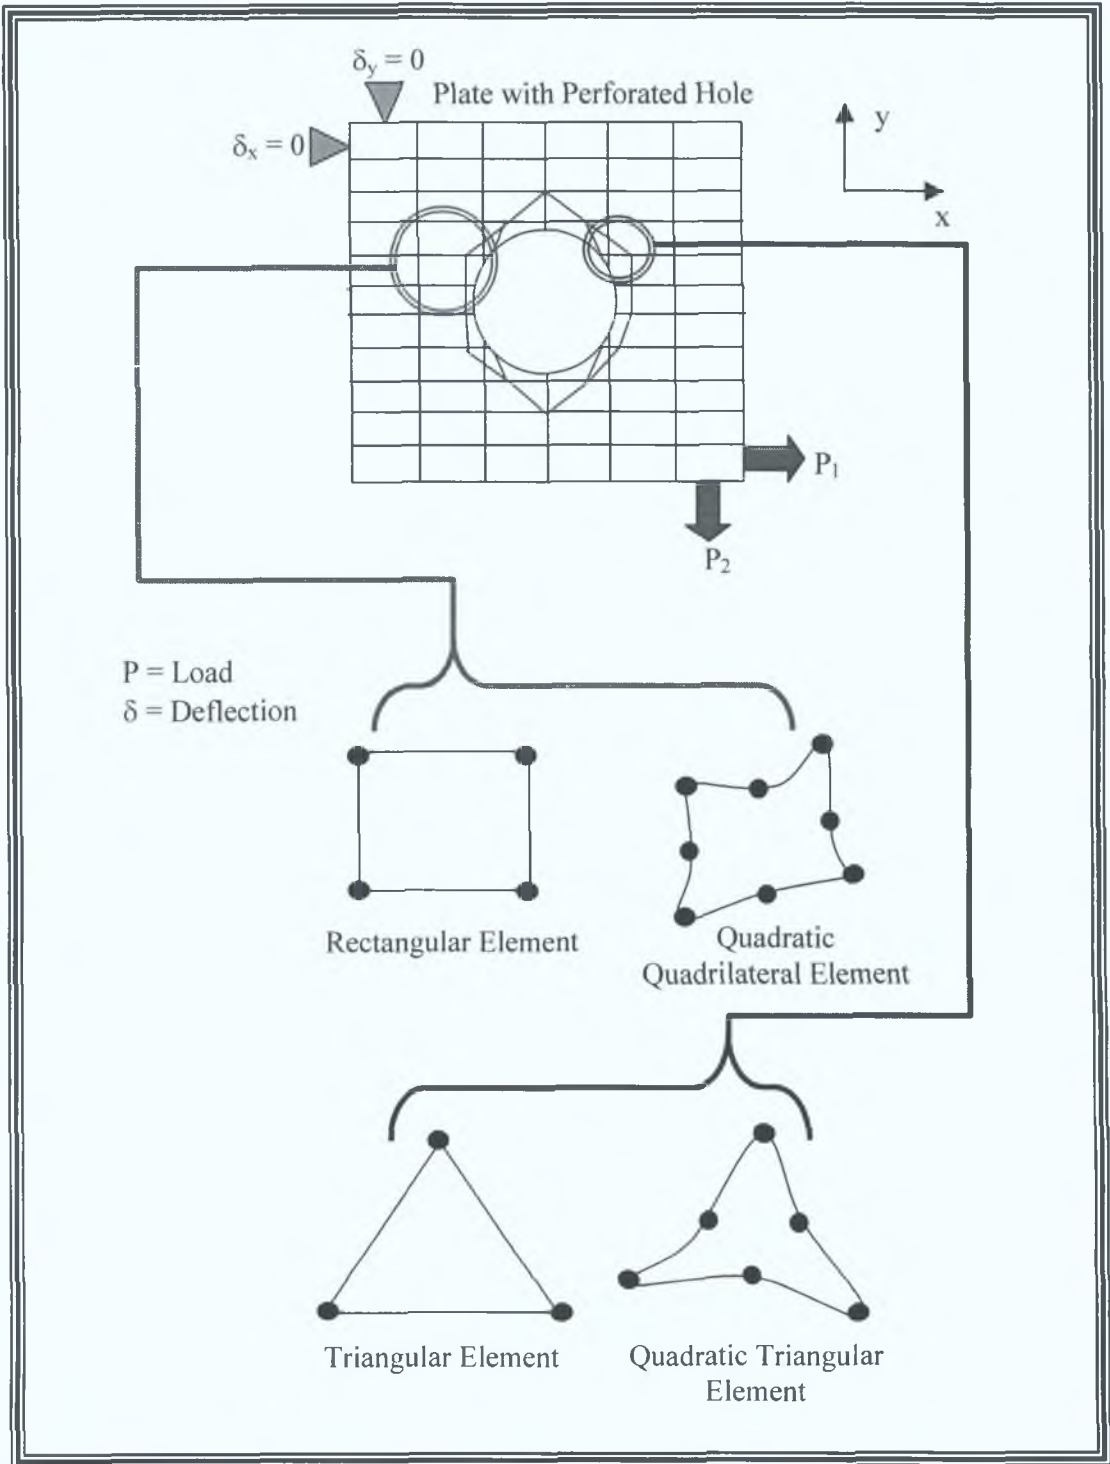 δy = 0
Plate with Perforated Hole
y
δx = 0
x
P1
P2
P = Load
δ = Deflection
Rectangular Element
Quadratic
Quadrilateral Element
Triangular Element
Quadratic Triangular
Element